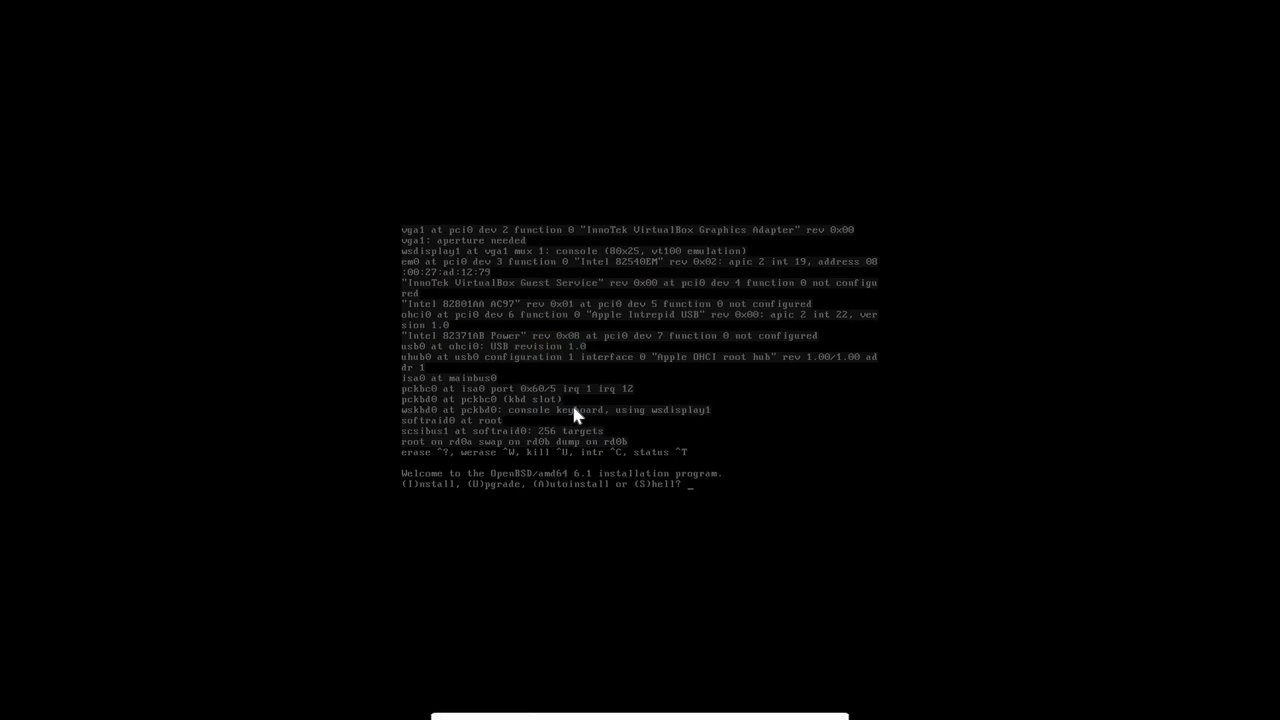 vga1 at pci0 dev 2 function 0 "InnoTek VirtualBox Graphics Adapter" rev 0x00
vga1: aperture needed
wsdisplay1 at vga1 mux 1: console (80x25, vt100 emulation)
em0 at pci0 dev 3 function 0 "Intel 82540EM" rev 0x02: apic 2 int 19, address 08
:00:27:ad:12:79
"InnoTek VirtualBox Guest Service" rev 0x00 at pci0 dev 4 function 0 not configu
red
"Intel 82801AA AC97" rev 0x01 at pci0 dev 5 function 0 not configured
ohci0 at pci0 dev 6 function 0 "Apple Intrepid USB" rev 0x00: apic 2 int 22, ver
sion 1.0
"Intel 82371AB Power" rev 0x08 at pci0 dev 7 function 0 not configured
usb0 at ohci0: USB revision 1.0
uhub0 at usb0 configuration 1 interface 0 "Apple OHCI root hub" rev 1.00/1.00 ad
dr 1
isa0 at mainbus0
pckbc0 at isa0 port 0x60/5 irq 1 irq 12
pckbd0 at pckbc0 (kbd slot)
wskbd0 at pckbd0: console keyboard, using wsdisplay1
softraid0 at root
scsibus1 at softraid0: 256 targets
root on rd0a swap on rd0b dump on rd0b
erase ^?, werase ^W, kill ^U, intr ^C, status ^T
Welcome to the OpenBSD/amd64 6.1 installation program.
(I)nstall, (U)pgrade, (A)utoinstall or (S)hell? _